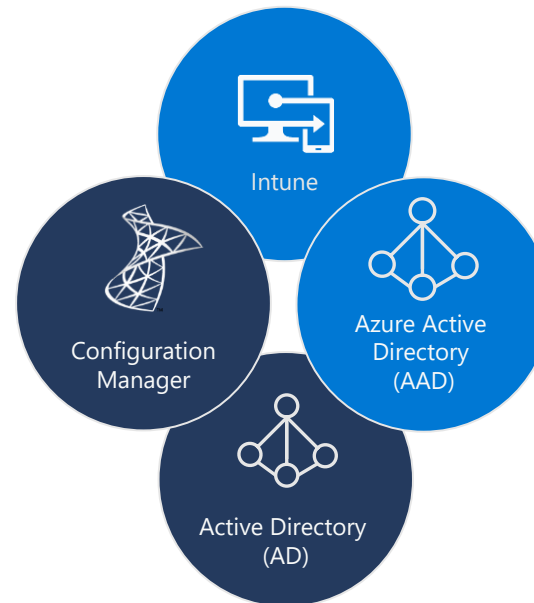 Intune
Configuration
Manager
Azure Active
Directory
(AAD)
Active Directory
(AD)